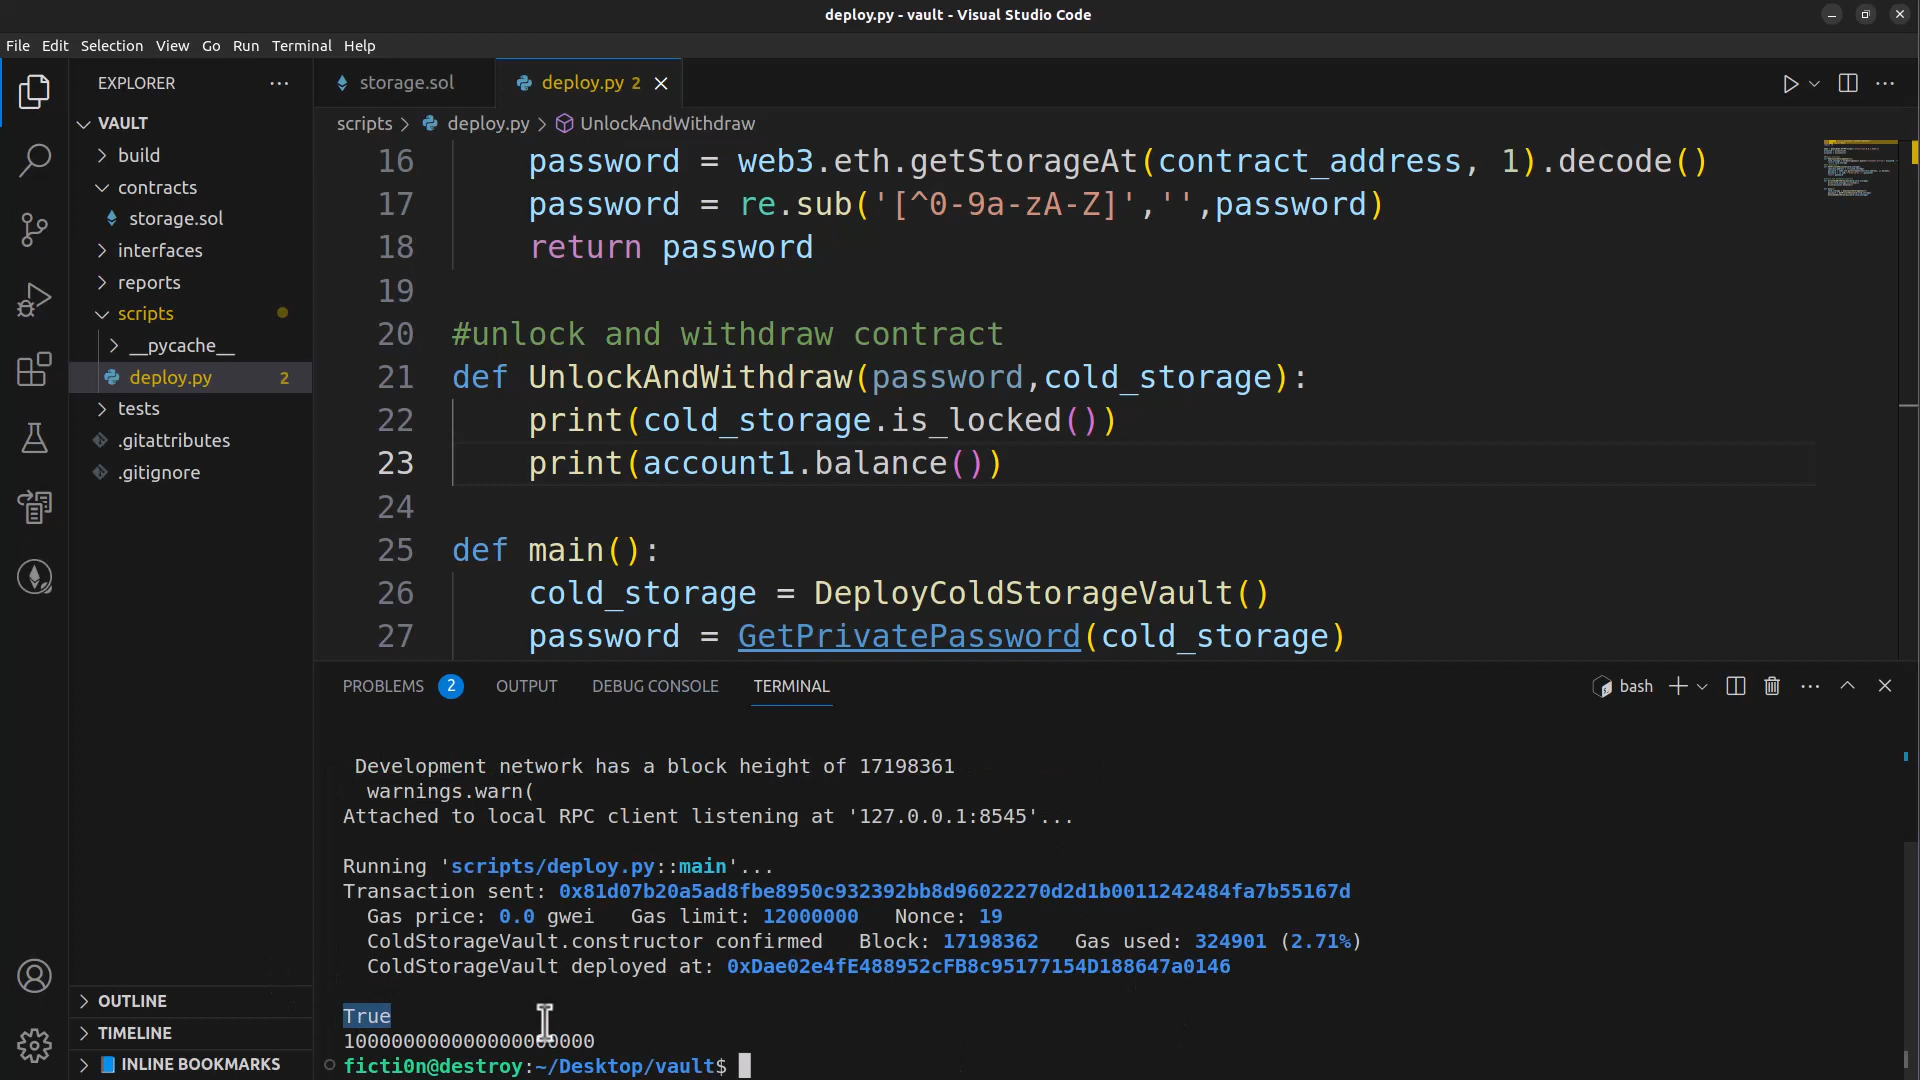 deploy.py - vault - Visual Studio Code
File Edit Selection View Go Run Terminal Help
EXPLORER
VAULT
build
contracts
storage.sol
interfaces
reports
scripts
__pycache__
deploy.py 2
tests
.gitattributes
.gitignore
OUTLINE
TIMELINE
INLINE BOOKMARKS
storage.sol
deploy.py 2
scripts > deploy.py > UnlockAndWithdraw
16 password = web3.eth.getStorageAt(contract_address, 1).decode()
17 password = re.sub('[^0-9a-zA-Z]','',password)
18 return password
19
20 #unlock and withdraw contract
21 def UnlockAndWithdraw(password,cold_storage):
22 print(cold_storage.is_locked())
23 print(account1.balance())
24
25 def main():
26 cold_storage = DeployColdStorageVault()
27 password = GetPrivatePassword(cold_storage)
PROBLEMS 2 OUTPUT DEBUG CONSOLE TERMINAL
bash
Development network has a block height of 17198361
warnings.warn(
Attached to local RPC client listening at '127.0.0.1:8545'...
Running 'scripts/deploy.py::main'...
Transaction sent: 0x81d07b20a5ad8fbe8950c932392bb8d96022270d2d1b0011242484fa7b55167d
Gas price: 0.0 gwei Gas limit: 12000000 Nonce: 19
ColdStorageVault.constructor confirmed Block: 17198362 Gas used: 324901 (2.71%)
ColdStorageVault deployed at: 0xDae02e4fE488952cFB8c95177154D188647a0146
True
100000000000000000000
ficti0n@destroy:~/Desktop/vault$